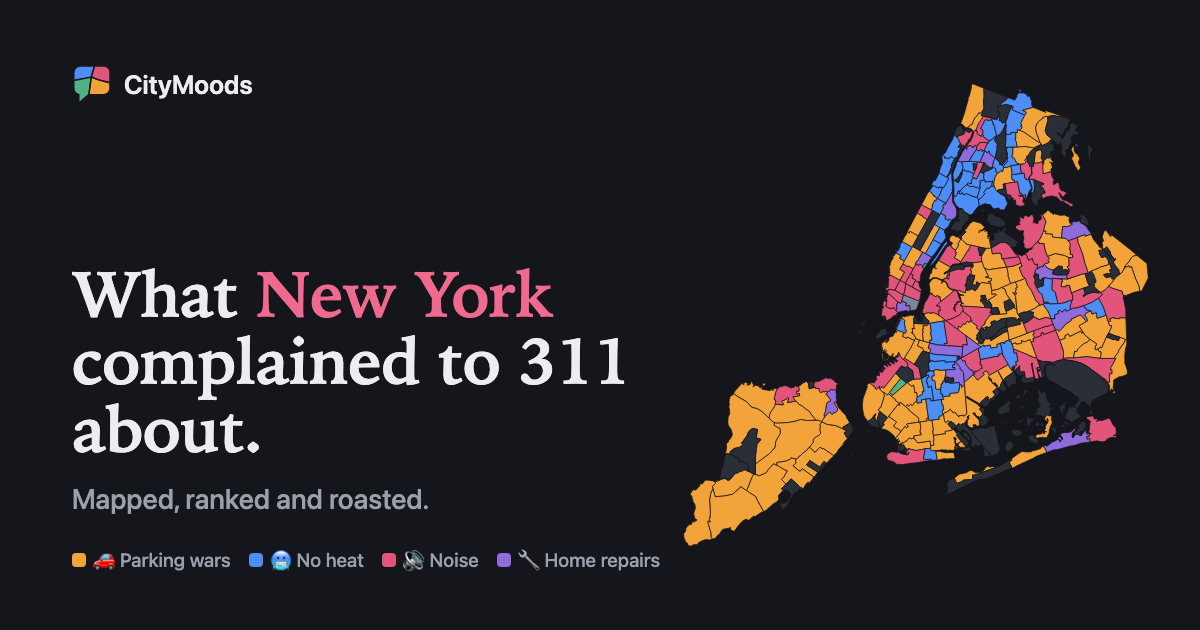 CityMoods
What New York
complained to 311
about.
Mapped, ranked and roasted.
🚗 Parking wars 🥶 No heat 🔊 Noise 🔧 Home repairs